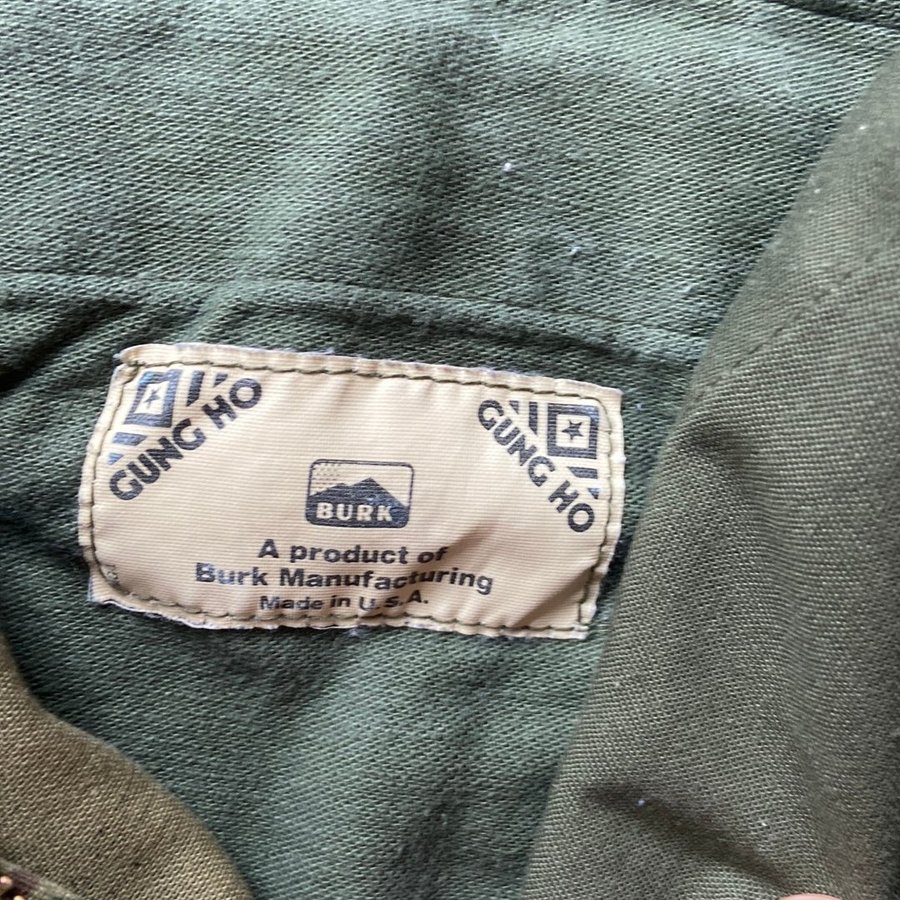 GUNG HO
GUNG HO
BURK
A product of
Burk Manufacturing
Made in U.S.A.